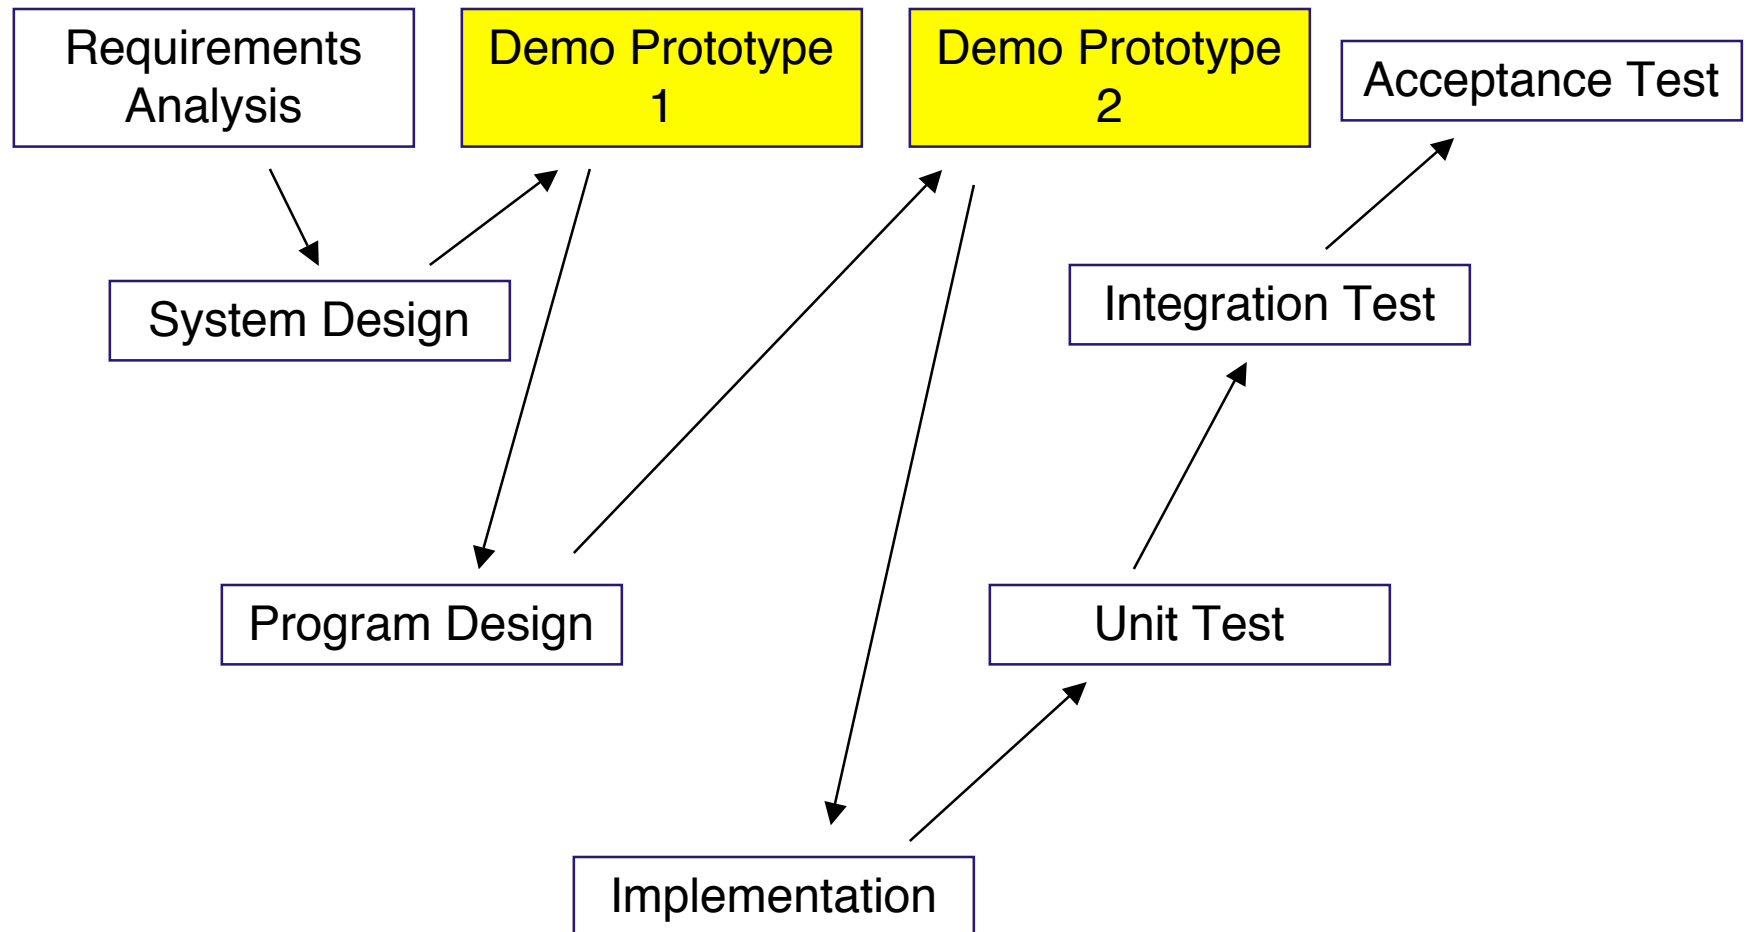 Requirements
Analysis
Demo Prototype
1
Demo Prototype
2
Acceptance Test
System Design
Integration Test
Program Design
Unit Test
Implementation